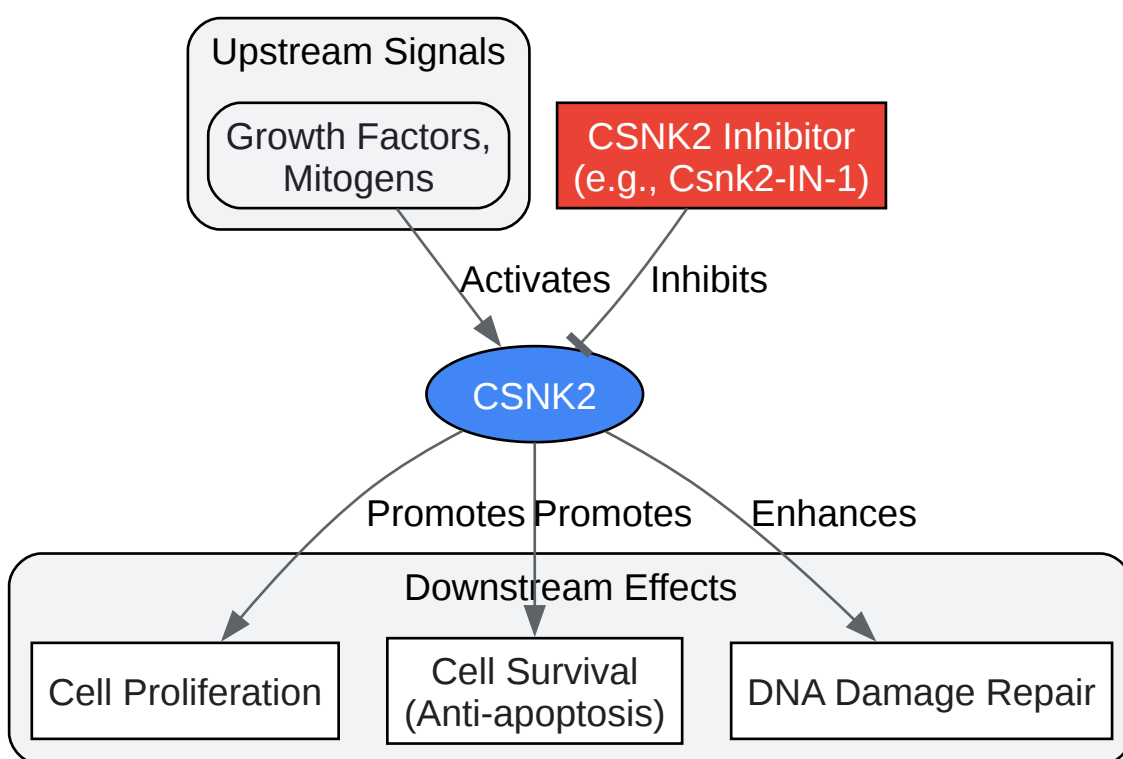 Upstream Signals
Growth Factors,
Mitogens
CSNK2 Inhibitor
(e.g., Csnk2-IN-1)
Activates
Inhibits
CSNK2
Promotes
Promotes
Enhances
Downstream Effects
Cell Proliferation
Cell Survival
(Anti-apoptosis)
DNA Damage Repair